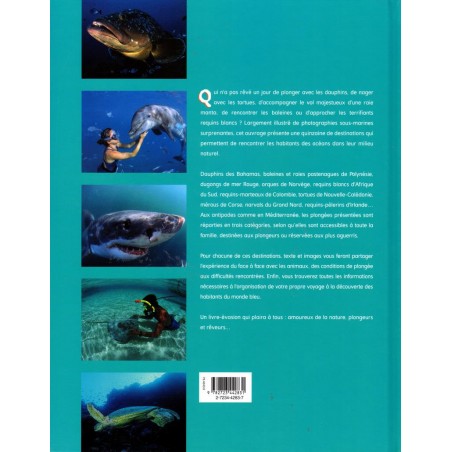 Qui n'a pas rêvé un jour de plonger avec les dauphins, de nager
avec les tortues, d'accompagner le vol majestueux d'une raie
manta, de rencontrer les baleines ou d'approcher les terrifiants
requins blancs ? Largement illustré de photographies sous-marines
surprenantes, cet ouvrage présente une quinzaine de destinations qui
permettent de rencontrer les habitants des océans dans leur milieu
naturel.
Dauphins des Bahamas, baleines et raies pastenagues de Polynésie,
dugongs de mer Rouge, orques de Norvège, requins blancs d'Afrique
du Sud, requins-marteaux de Colombie, tortues de Nouvelle-Calédonie,
mérous de Corse, narvals du Grand Nord, requins-pèlerins d'Irlande...
Aux antipodes comme en Méditerranée, les plongées présentées sont
réparties en trois catégories, selon qu'elles sont accessibles à toute la
famille, destinées aux plongeurs ou réservées aux plus aguerris.
Pour chacune de ces destinations, texte et images vous feront partager
l'expérience du face à face avec les animaux, des conditions de plongée
aux difficultés rencontrées. Enfin, vous trouverez toutes les informations
nécessaires à l'organisation de votre propre voyage à la découverte des
habitants du monde bleu.
Un livre-évasion qui plaira à tous : amoureux de la nature, plongeurs
et rêveurs...
9 782723 442657
2-7234-4265-7